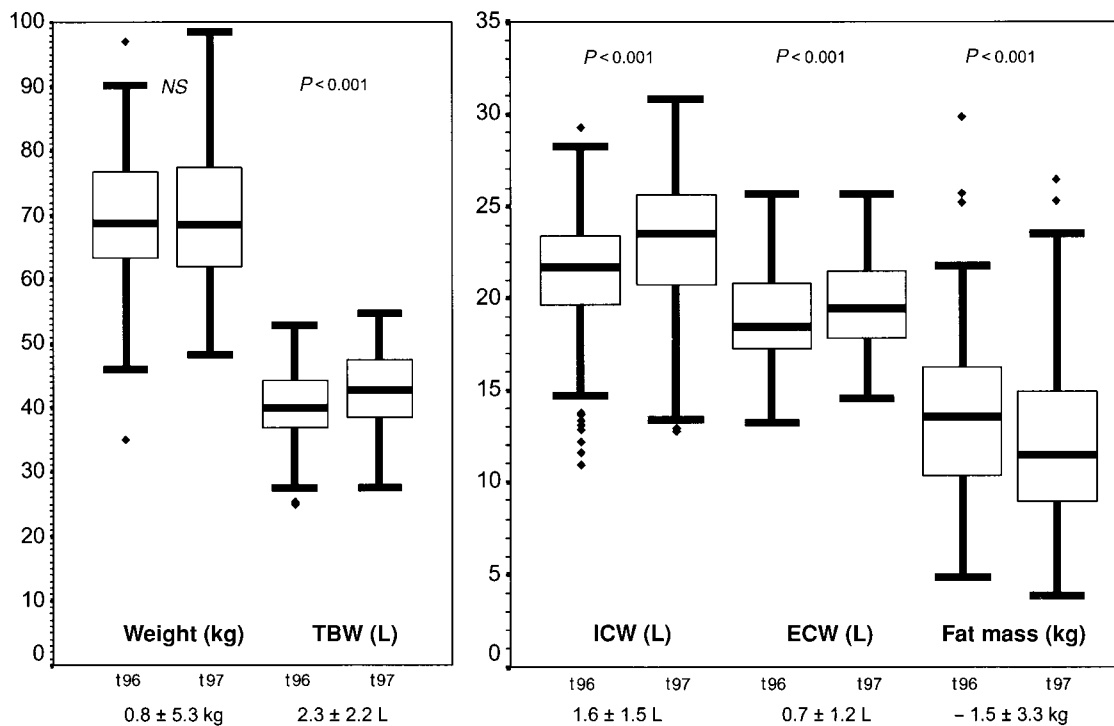 100
90
80
70
60
50
40
30
20
10
0
NS
P < 0.001
Weight (kg)
TBW (L)
t96
t97
t96
t97
0.8 ± 5.3 kg
2.3 ± 2.2 L
35
30
25
20
15
10
5
0
P < 0.001
P < 0.001
P < 0.001
ICW (L)
ECW (L)
Fat mass (kg)
t96
t97
t96
t97
t96
t97
1.6 ± 1.5 L
0.7 ± 1.2 L
– 1.5 ± 3.3 kg